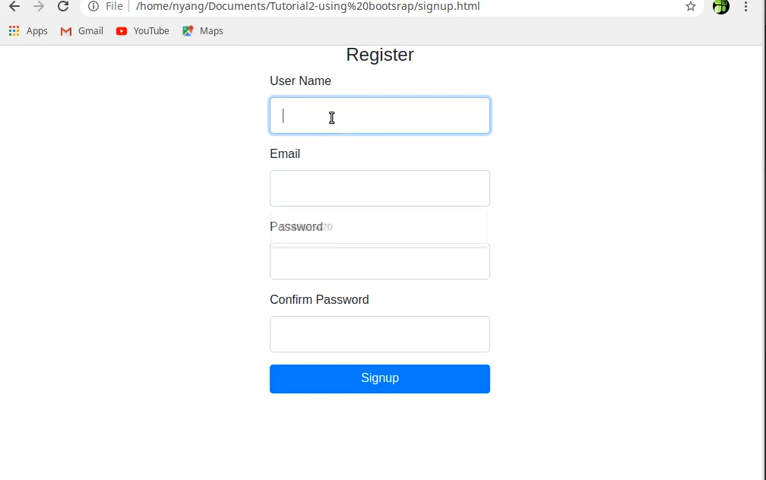 File /home/nyang/Documents/Tutorial2-using%20bootsrap/signup.html
Apps Gmail YouTube Maps
Register
User Name
Email
Password
Confirm Password
Signup